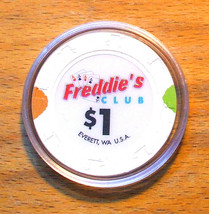 Freddie's
CLUB
$1
EVERETT, WA U.S.A.